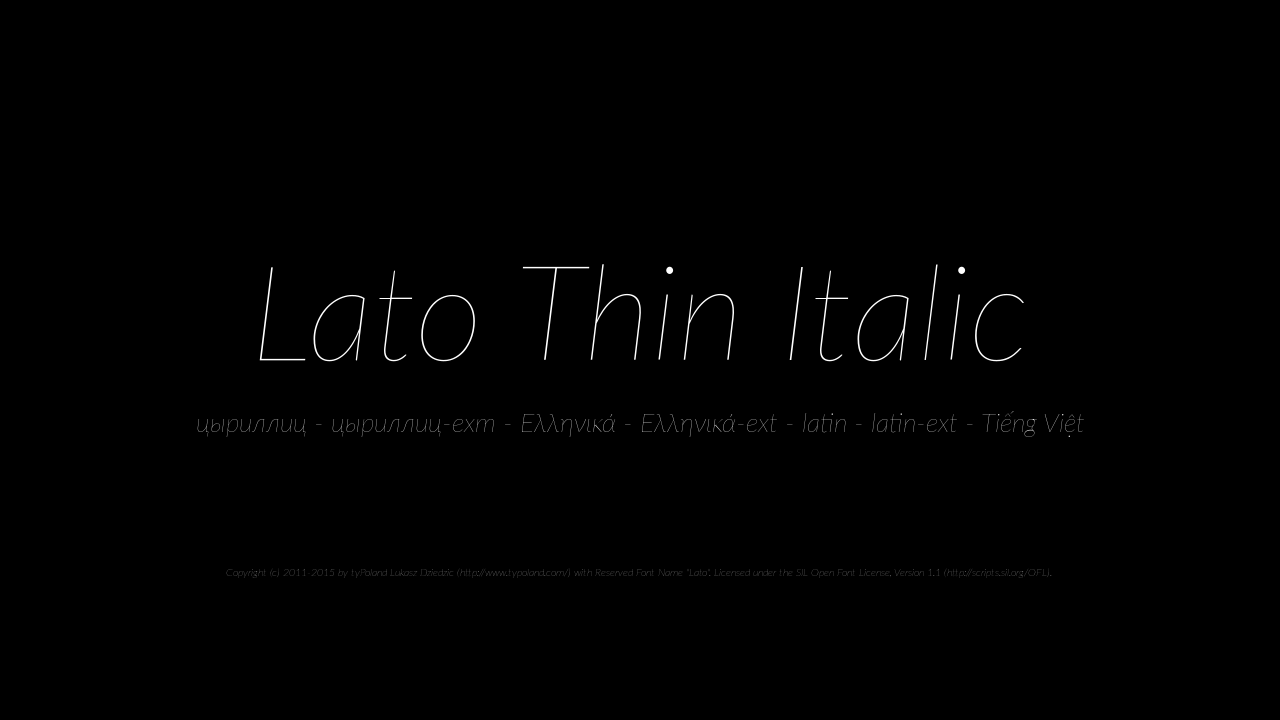 Lato Thin Italic
цыриллиц - цыриллиц-ext - Ελληνικά - Ελληνικά-ext - latin - latin-ext - Tiếng Việt
Copyright (c) 2011-2015 by tyPoland Lukasz Dziedzic (http://www.typoland.com/) with Reserved Font Name "Lato". Licensed under the SIL Open Font License, Version 1.1 (http://scripts.sil.org/OFL).